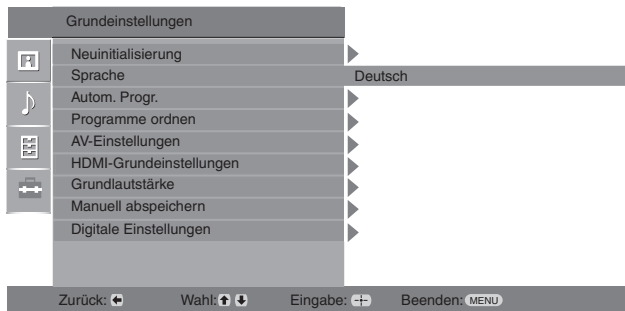 Grundeinstellungen
Neuinitialisierung
Sprache Deutsch
Autom. Progr.
Programme ordnen
AV-Einstellungen
HDMI-Grundeinstellungen
Grundlautstärke
Manuell abspeichern
Digitale Einstellungen
Zurück: Wahl: Eingabe: Beenden: MENU